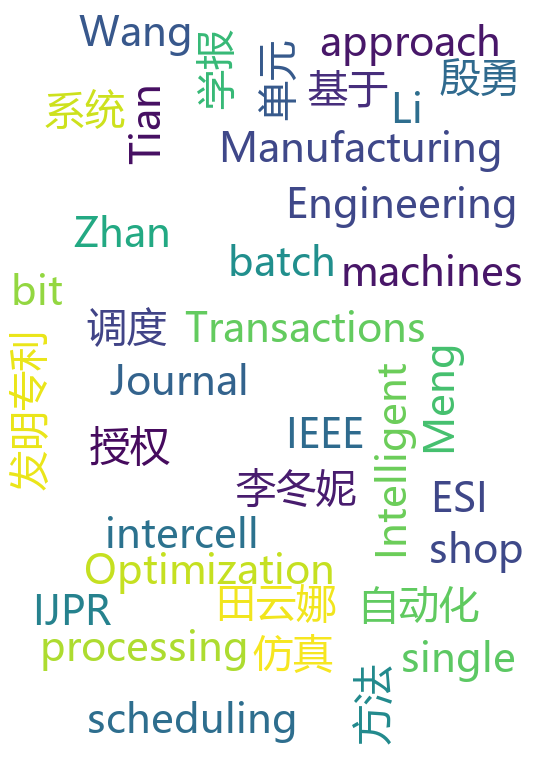 Wang
学报
单元
approach
系统
Tian
基于
Li
殷勇
Manufacturing
Engineering
Zhan
batch
machines
bit
调度
Transactions
发明专利
Journal
Intelligent
Meng
授权
IEEE
李冬妮
ESI
intercell
shop
Optimization
IJPR
田云娜
自动化
processing
仿真
single
方法
scheduling